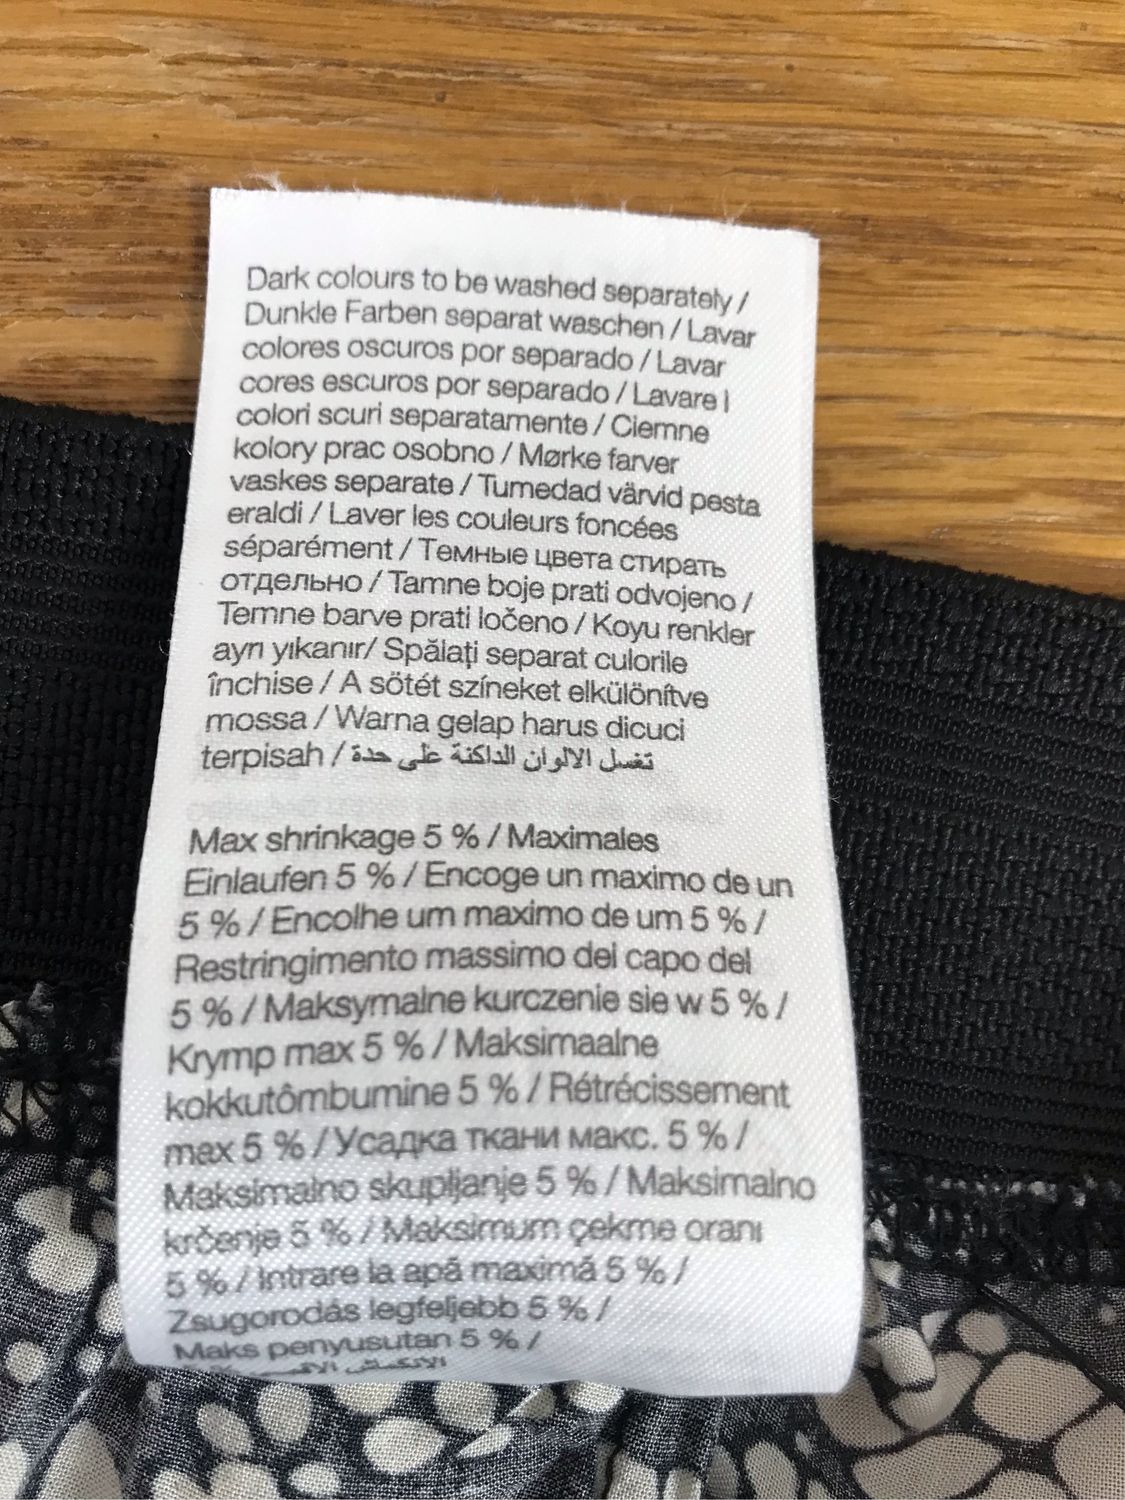 Dark colours to be washed separately /
Dunkle Farben separat waschen / Lavar
colores oscuros por separado / Lavar
cores escuros por separado / Lavare I
colori scuri separatamente / Ciemne
kolory prac osobno / Mørke farver
vaskes separate / Tumedad värvid pesta
eraldi / Laver les couleurs foncées
séparément / Темные цвета стирать
отдельно / Tamne boje prati odvojeno /
Temne barve prati ločeno / Koyu renkler
ayrı yıkanır/ Spălați separat culorile
închise / A sötét színeket elkülönítve
mossa / Warna gelap harus dicuci
terpisah / تغسل الالوان الداكنة على حدة
Max shrinkage 5 % / Maximales
Einlaufen 5 % / Encoge un maximo de un
5 % / Encolhe um maximo de um 5 % /
Restringimento massimo del capo del
5 % / Maksymalne kurczenie sie w 5 % /
Krymp max 5 % / Maksimaalne
kokkutômbumine 5 % / Rétrécissement
max 5 % / Усадка ткани макс. 5 % /
Maksimalno skupljanje 5 % / Maksimalno
krčenje 5 % / Maksimum çekme oranı
5 % / Intrare la apă maximă 5 % /
Zsugorodás legfeljebb 5 % /
Maks penyusutan 5 % /